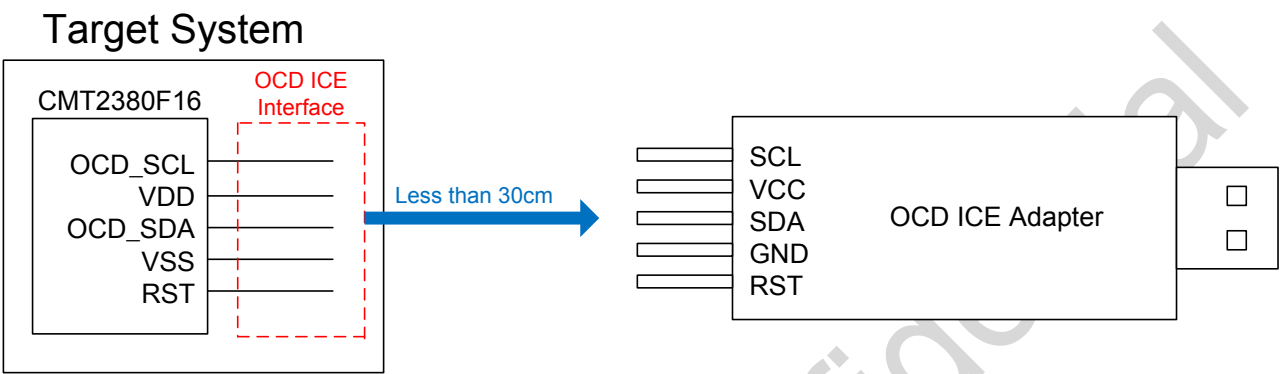 Target System
OCD ICE
Interface
CMT2380F16
OCD_SCL
VDD
OCD_SDA
VSS
RST
Less than 30cm
SCL
VCC
SDA
GND
RST
OCD ICE Adapter